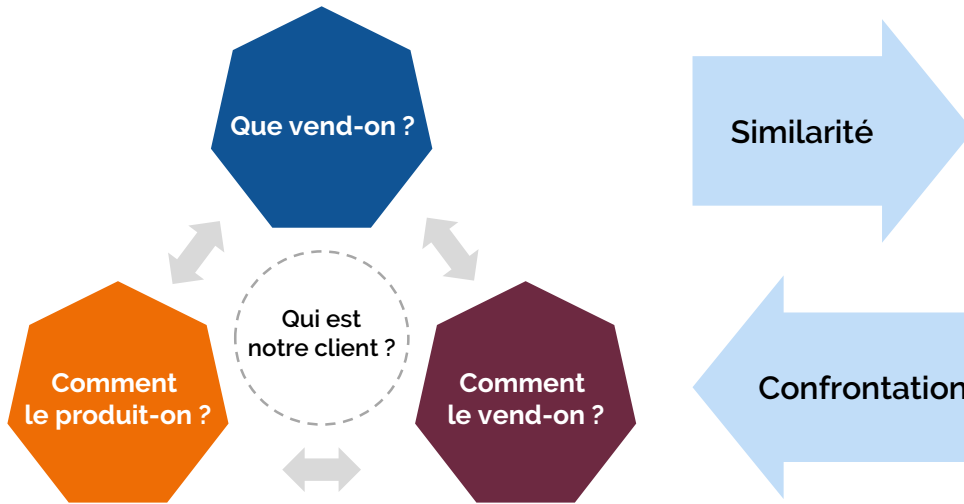 Que vend-on ?
Similarité
Qui est
notre client ?
Comment
le produit-on ?
Comment
le vend-on ?
Confrontation